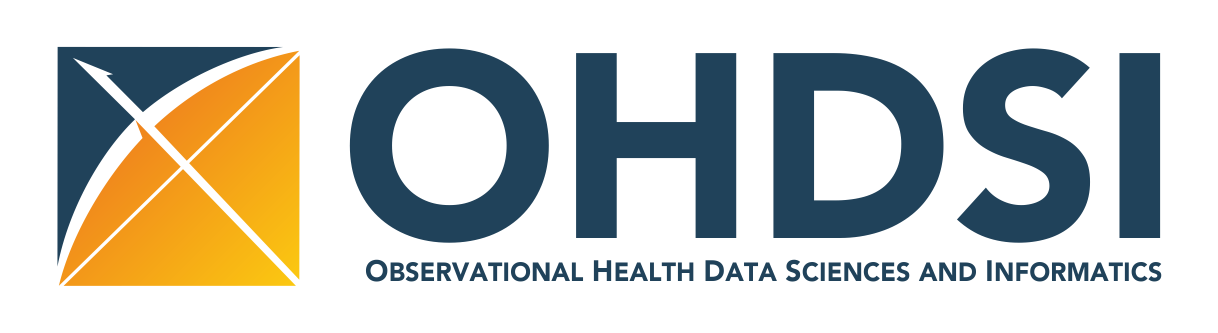 OHDSI
OBSERVATIONAL HEALTH DATA SCIENCES AND INFORMATICS